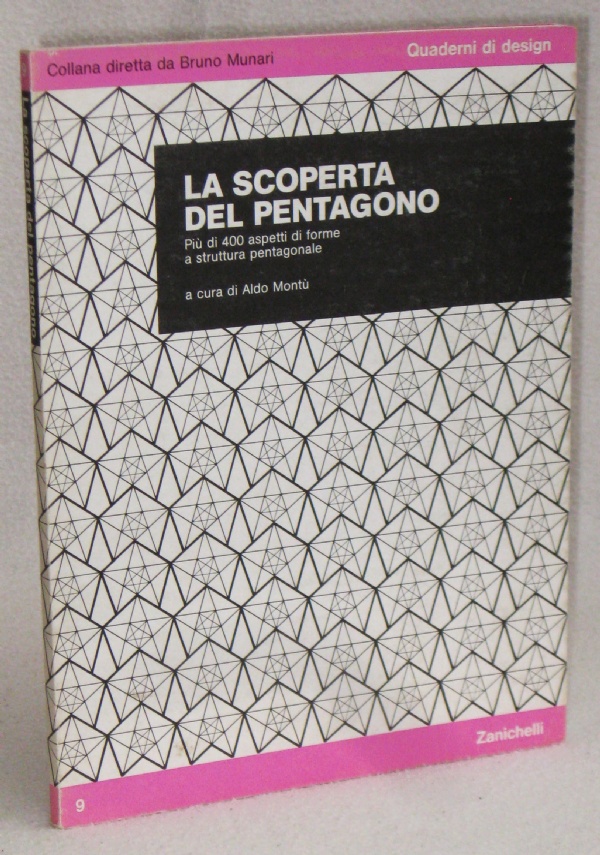 Collana diretta da Bruno Munari
Quaderni di design
LA SCOPERTA
DEL PENTAGONO
Più di 400 aspetti di forme
a struttura pentagonale
a cura di Aldo Montù
La scoperta del pentagono
Zanichelli
9